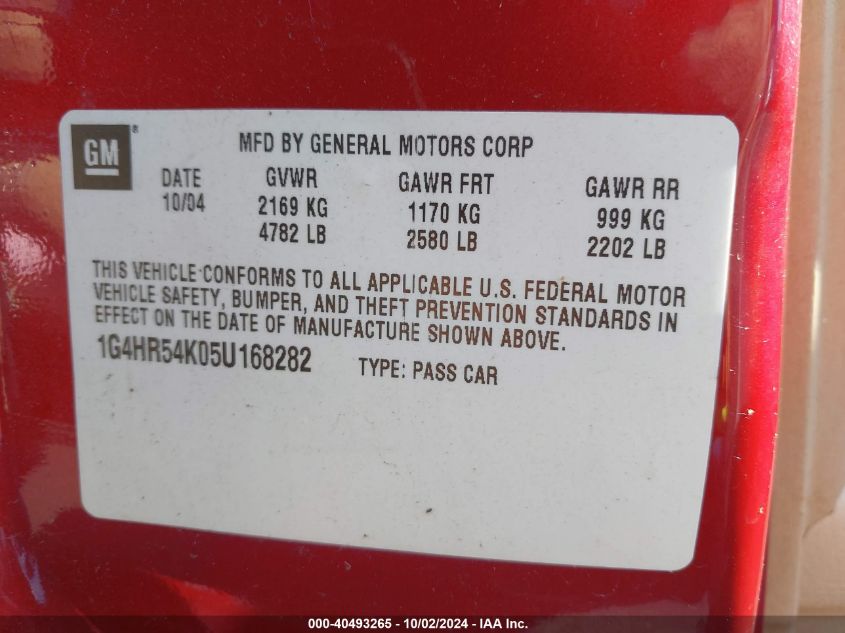 GM ®
MFD BY GENERAL MOTORS CORP
DATE GVWR GAWR FRT GAWR RR
10/04 2169 KG 1170 KG 999 KG
4782 LB 2580 LB 2202 LB
THIS VEHICLE CONFORMS TO ALL APPLICABLE U.S. FEDERAL MOTOR
VEHICLE SAFETY, BUMPER, AND THEFT PREVENTION STANDARDS IN
EFFECT ON THE DATE OF MANUFACTURE SHOWN ABOVE.
1G4HR54K05U168282 TYPE: PASS CAR
000-40493265 - 10/02/2024 - IAA Inc.